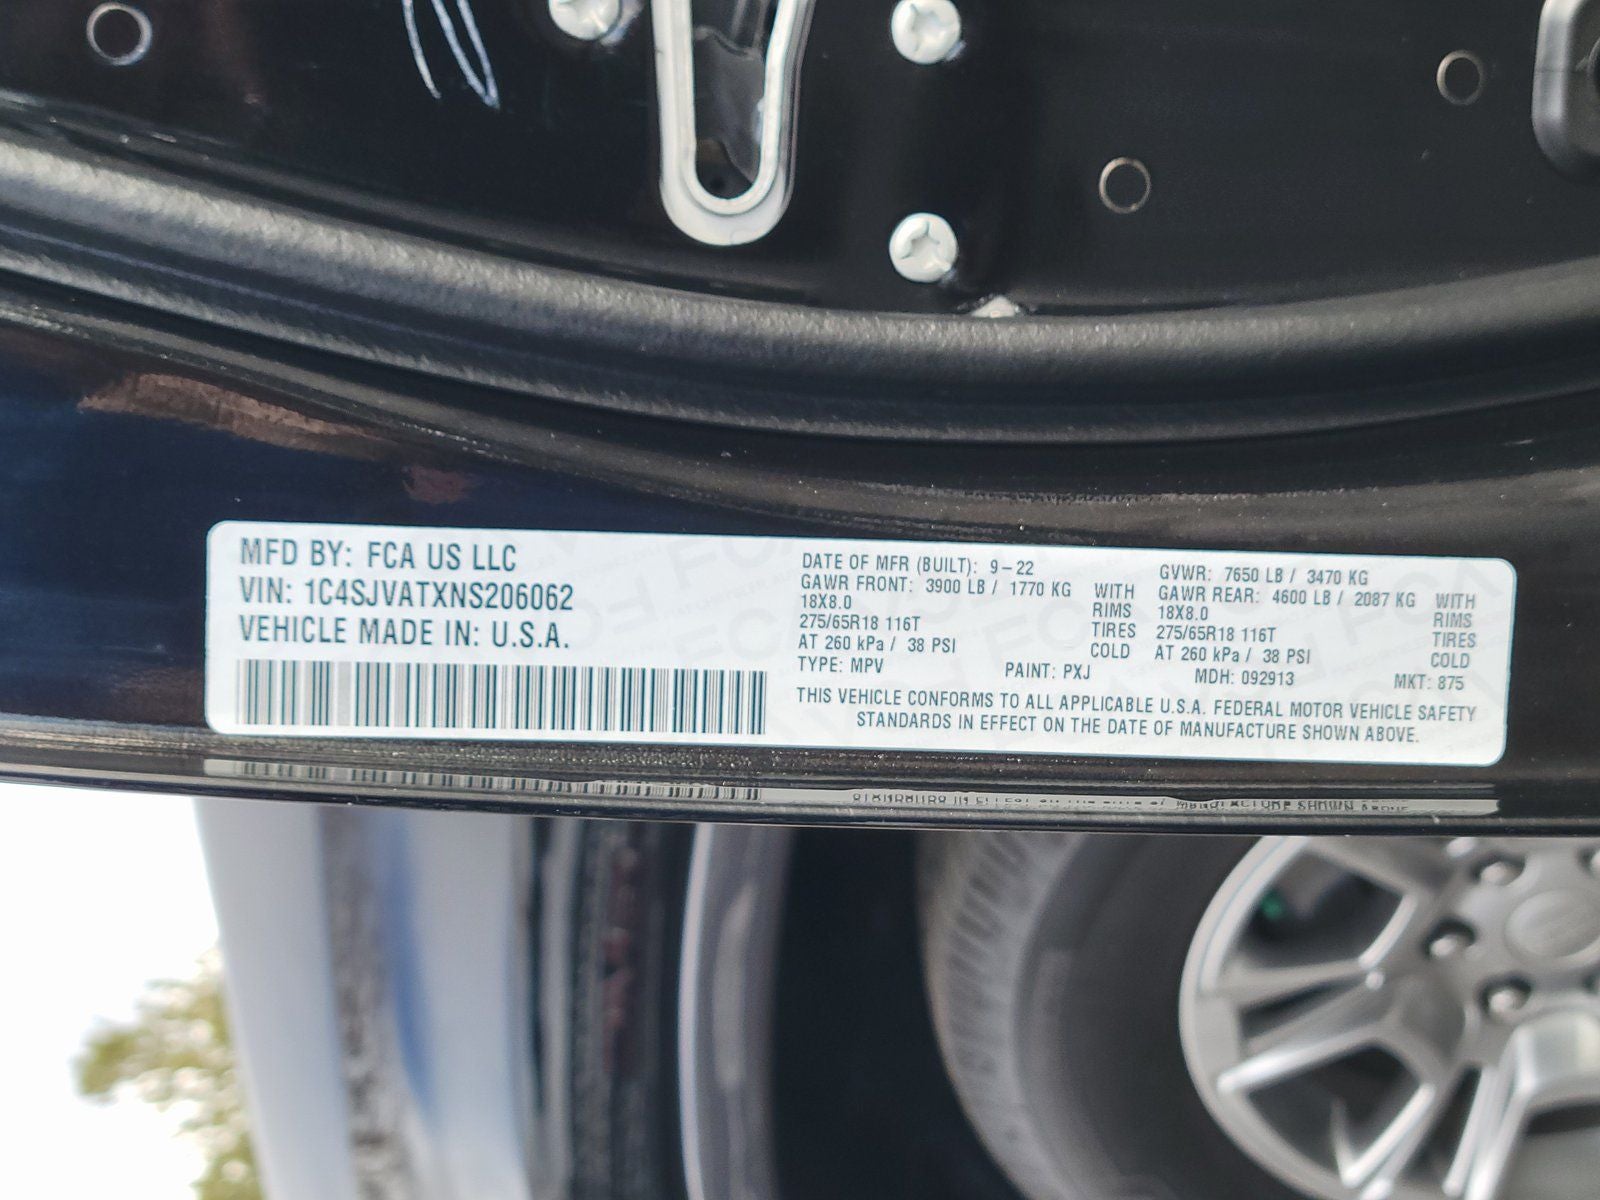 MFD BY: FCA US LLC
VIN: 1C4SJVATXNS206062
VEHICLE MADE IN: U.S.A.
DATE OF MFR (BUILT): 9-22
GAWR FRONT: 3900 LB / 1770 KG WITH
18X8.0 RIMS
275/65R18 116T TIRES
AT 260 kPa / 38 PSI COLD
GVWR: 7650 LB / 3470 KG
GAWR REAR: 4600 LB / 2087 KG WITH
18X8.0 RIMS
275/65R18 116T TIRES
AT 260 kPa / 38 PSI COLD
TYPE: MPV PAINT: PXJ MDH: 092913 MKT: 875
THIS VEHICLE CONFORMS TO ALL APPLICABLE U.S.A. FEDERAL MOTOR VEHICLE SAFETY
STANDARDS IN EFFECT ON THE DATE OF MANUFACTURE SHOWN ABOVE.